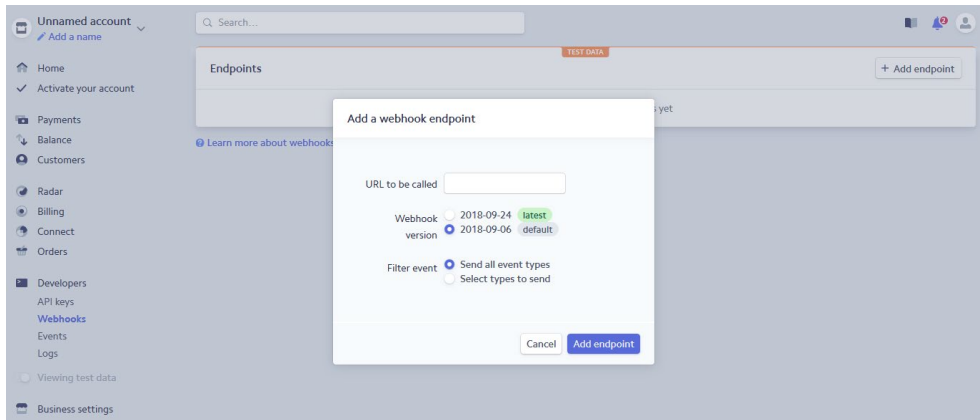 Unnamed account
Add a name
Search...
2
Home
Activate your account
Payments
Balance
Customers
Radar
Billing
Connect
Orders
Developers
API keys
Webhooks
Events
Logs
Viewing test data
Business settings
TEST DATA
Endpoints
+ Add endpoint
yet
Learn more about webhooks
Add a webhook endpoint
URL to be called
Webhook version
2018-09-24 latest
2018-09-06 default
Filter event
Send all event types
Select types to send
Cancel
Add endpoint